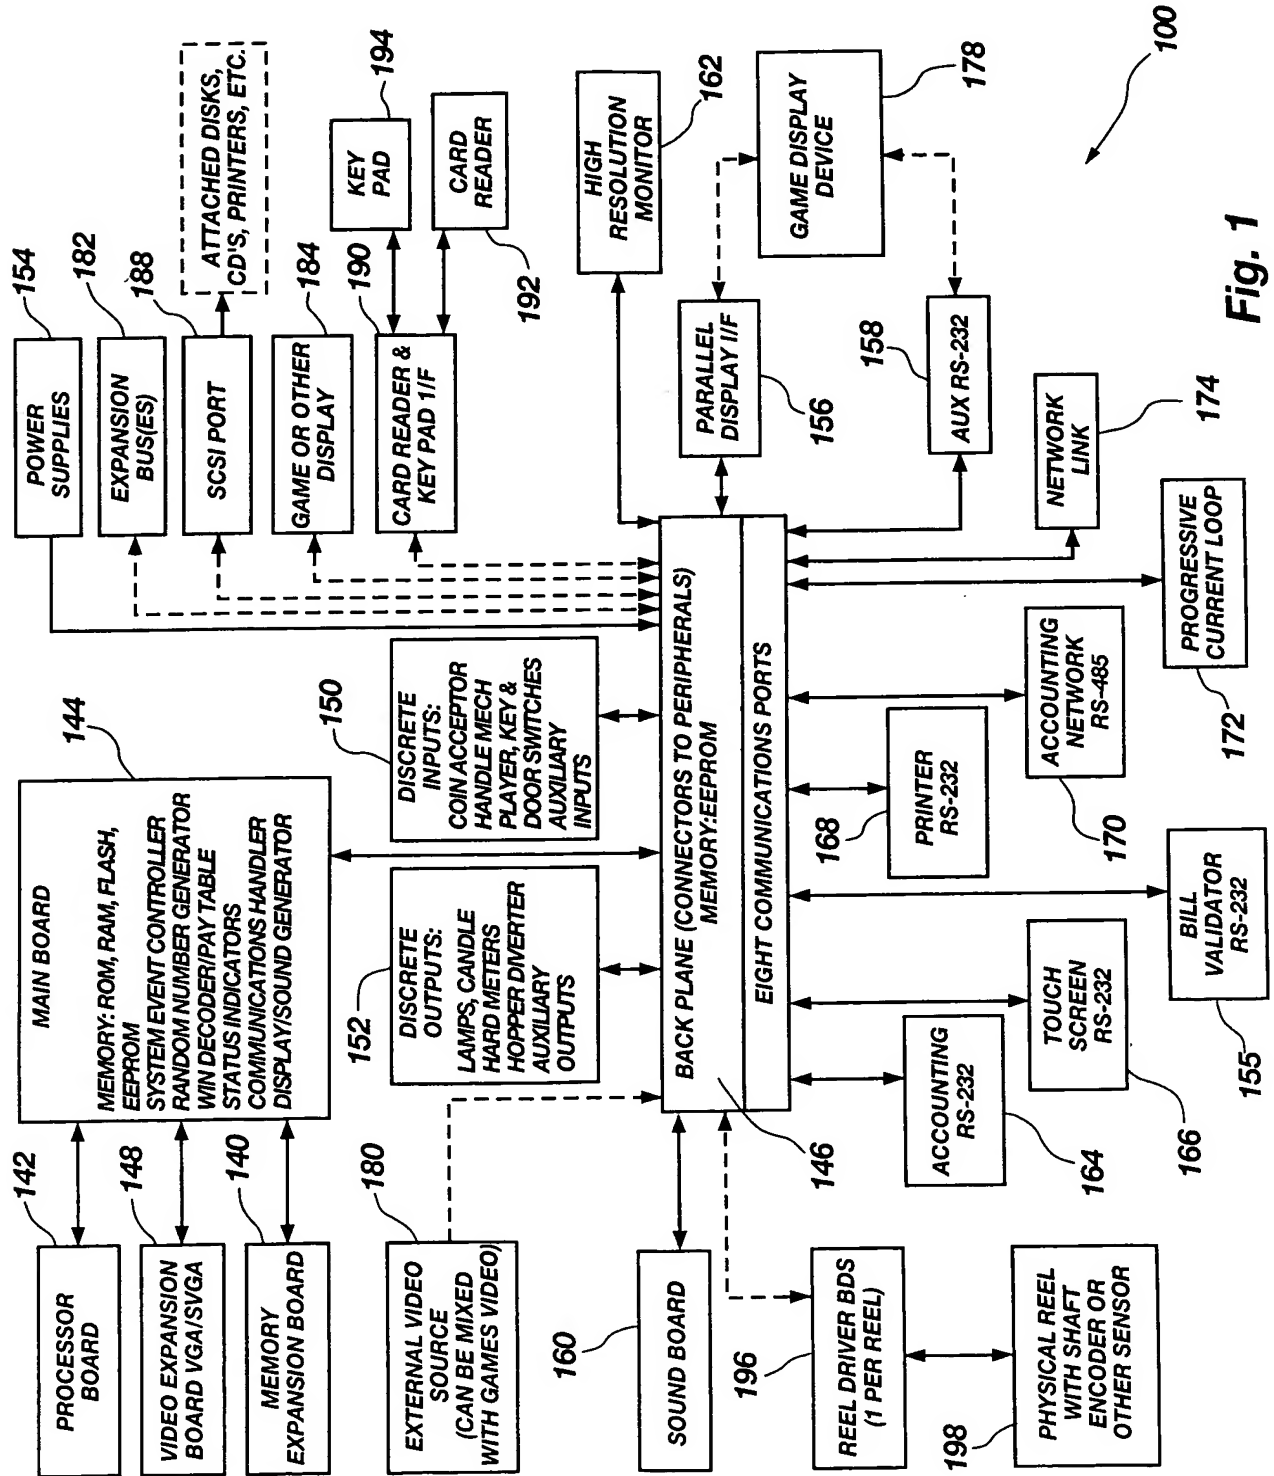 142
PROCESSOR
BOARD
148
VIDEO EXPANSION
BOARD VGA/SVGA
140
MEMORY
EXPANSION BOARD
144
MAIN BOARD
MEMORY: ROM, RAM, FLASH,
EEPROM
SYSTEM EVENT CONTROLLER
RANDOM NUMBER GENERATOR
WIN DECODER/PAY TABLE
STATUS INDICATORS
COMMUNICATIONS HANDLER
DISPLAY/SOUND GENERATOR
154
POWER
SUPPLIES
182
EXPANSION
BUS(ES)
188
SCSI PORT
ATTACHED DISKS,
CD'S, PRINTERS, ETC.
184
GAME OR OTHER
DISPLAY
190
CARD READER &
KEY PAD 1/F
194
KEY
PAD
CARD
READER
192
180
EXTERNAL VIDEO
SOURCE
(CAN BE MIXED
WITH GAMES VIDEO)
152
DISCRETE
OUTPUTS:
LAMPS, CANDLE
HARD METERS
HOPPER DIVERTER
AUXILIARY
OUTPUTS
150
DISCRETE
INPUTS:
COIN ACCEPTOR
HANDLE MECH
PLAYER, KEY &
DOOR SWITCHES
AUXILIARY
INPUTS
HIGH
RESOLUTION
MONITOR
162
160
SOUND BOARD
BACK PLANE (CONNECTORS TO PERIPHERALS)
MEMORY:EEPROM
EIGHT COMMUNICATIONS PORTS
146
PARALLEL
DISPLAY I/F
156
GAME DISPLAY
DEVICE
178
158
AUX RS-232
196
REEL DRIVER BDS
(1 PER REEL)
198
PHYSICAL REEL
WITH SHAFT
ENCODER OR
OTHER SENSOR
ACCOUNTING
RS-232
164
TOUCH
SCREEN
RS-232
166
BILL
VALIDATOR
RS-232
155
168
PRINTER
RS-232
170
ACCOUNTING
NETWORK
RS-485
172
PROGRESSIVE
CURRENT LOOP
NETWORK
LINK
174
100
Fig. 1